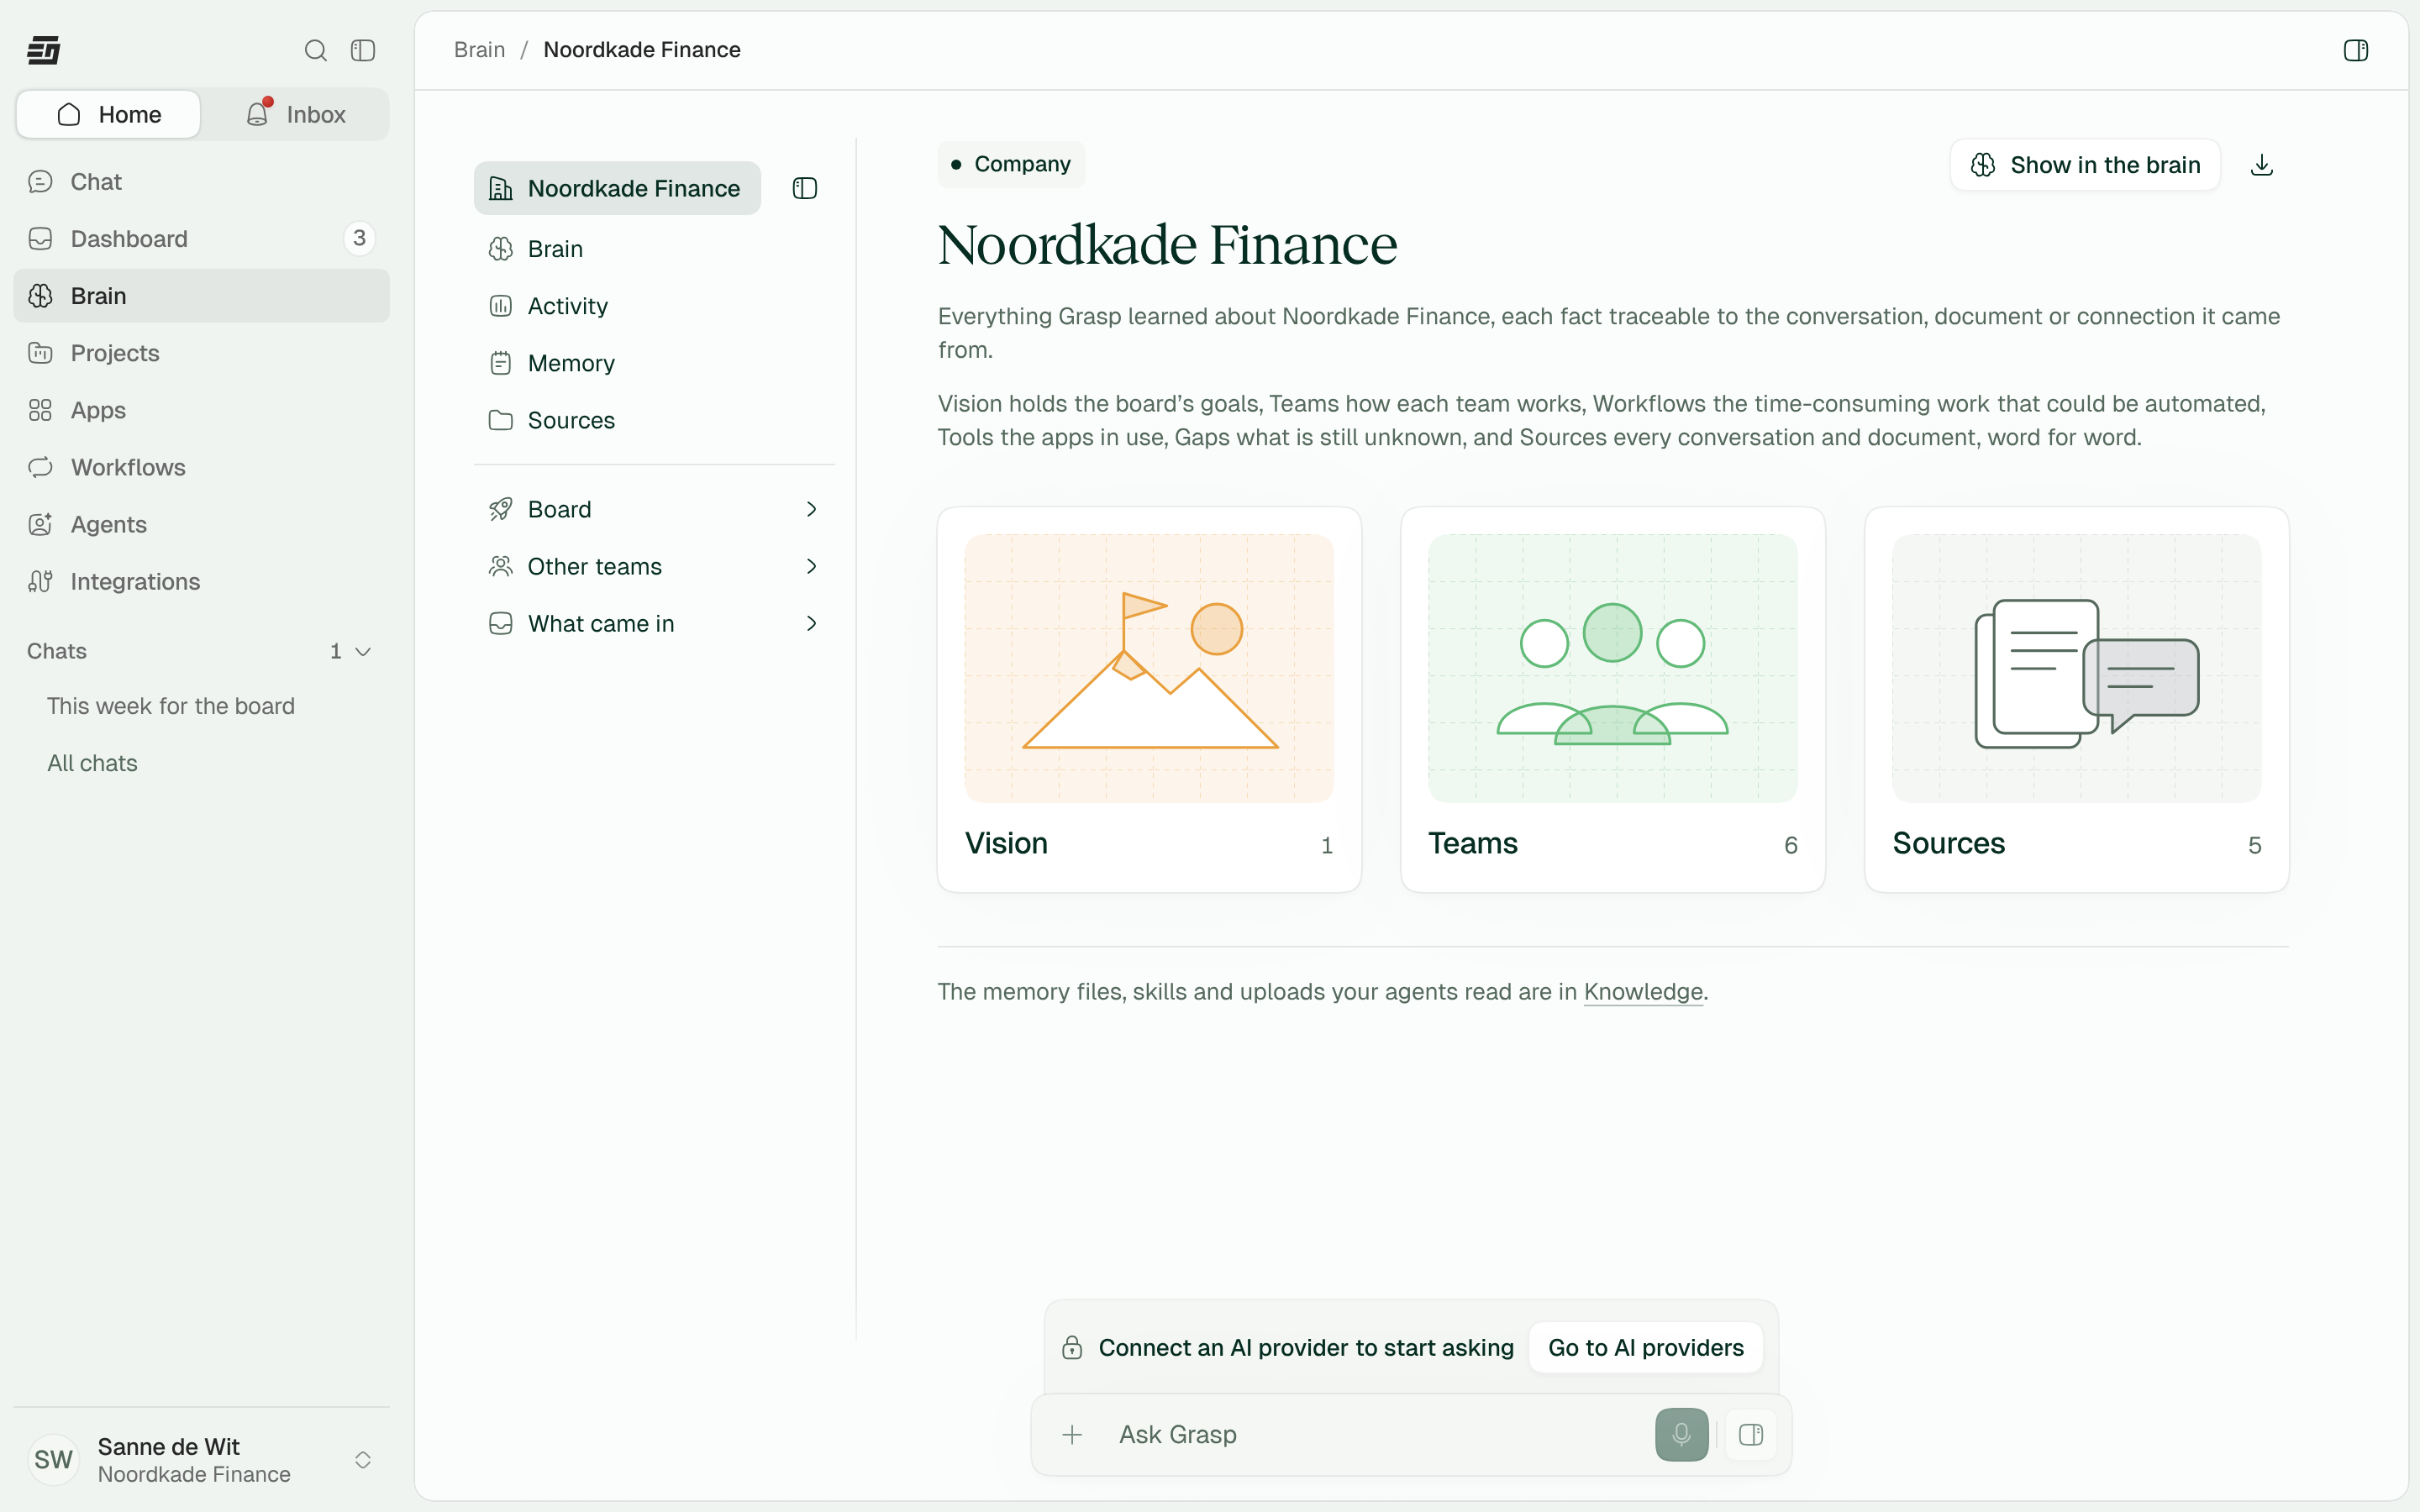 Home
Inbox
Chat
Dashboard 3
Brain
Projects
Apps
Workflows
Agents
Integrations
Chats 1
This week for the board
All chats
SW
Sanne de Wit
Noordkade Finance
Brain / Noordkade Finance
Noordkade Finance
Brain
Activity
Memory
Sources
Board
Other teams
What came in
Company
Show in the brain
Noordkade Finance
Everything Grasp learned about Noordkade Finance, each fact traceable to the conversation, document or connection it came
from.
Vision holds the board’s goals, Teams how each team works, Workflows the time-consuming work that could be automated,
Tools the apps in use, Gaps what is still unknown, and Sources every conversation and document, word for word.
Vision 1
Teams 6
Sources 5
The memory files, skills and uploads your agents read are in Knowledge.
Connect an AI provider to start asking
Go to AI providers
Ask Grasp